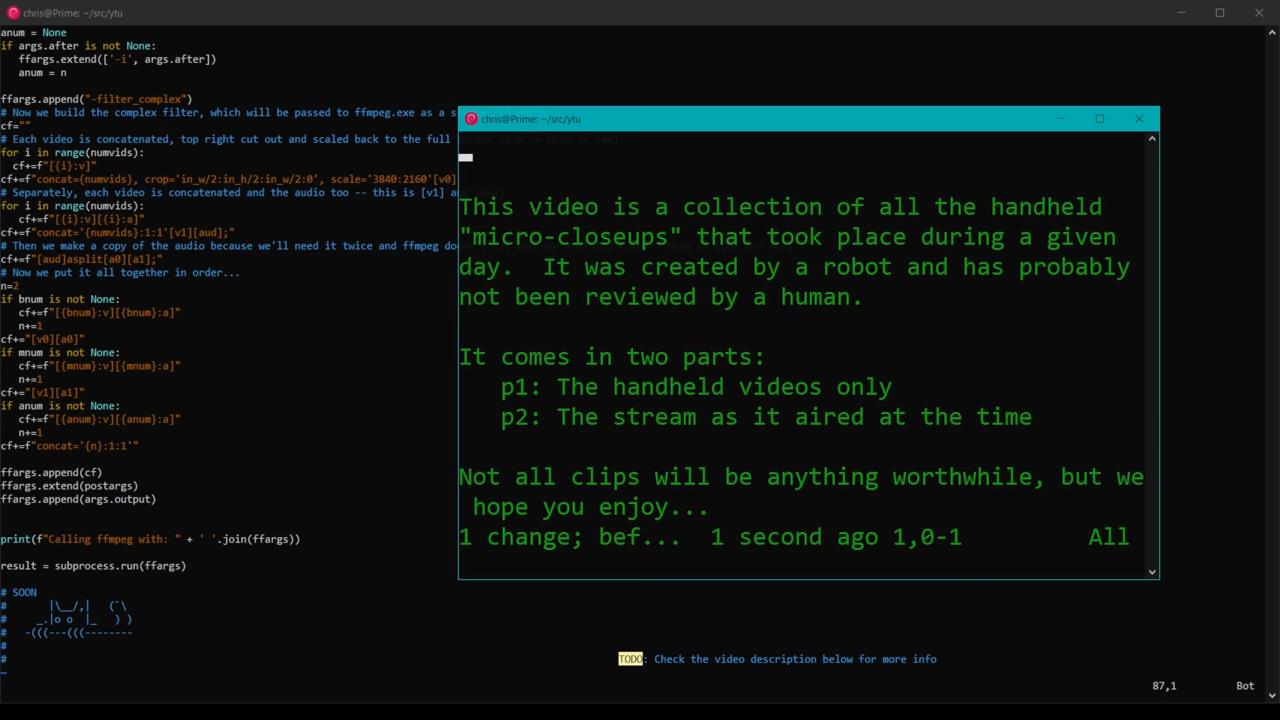 chris@Prime: ~/src/ytu
anum = None
if args.after is not None:
   ffargs.extend(['-i', args.after])
   anum = n
ffargs.append("-filter_complex")
# Now we build the complex filter, which will be passed to ffmpeg.exe as a s
cf=""
# Each video is concatenated, top right cut out and scaled back to the full
for i in range(numvids):
  cf+=f"[{i}:v]"
cf+=f"concat={numvids}, crop='in_w/2:in_h/2:in_w/2:0', scale='3840:2160'[v0]
# Separately, each video is concatenated and the audio too -- this is [v1] a
for i in range(numvids):
   cf+=f"[{i}:v][{i}:a]"
cf+=f"concat='{numvids}:1:1'[v1][aud];"
# Then we make a copy of the audio because we'll need it twice and ffmpeg do
cf+=f"[aud]asplit[a0][a1];"
# Now we put it all together in order...
n=2
if bnum is not None:
   cf+=f"[{bnum}:v][{bnum}:a]"
   n+=1
cf+="[v0][a0]"
if mnum is not None:
   cf+=f"[{mnum}:v][{mnum}:a]"
   n+=1
cf+="[v1][a1]"
if anum is not None:
   cf+=f"[{anum}:v][{anum}:a]"
   n+=1
cf+=f"concat='{n}:1:1'"
ffargs.append(cf)
ffargs.extend(postargs)
ffargs.append(args.output)
print(f"Calling ffmpeg with: " + ' '.join(ffargs))
result = subprocess.run(ffargs)
# SOON
#      |\__/,|   (`\
#    _.|o o  |_   ) )
#   -(((---(((--------
#
#
~
TODO: Check the video description below for more info
87,1 Bot
chris@Prime: ~/src/ytu
This video is a collection of all the handheld
"micro-closeups" that took place during a given
day.  It was created by a robot and has probably
not been reviewed by a human.
It comes in two parts:
   p1: The handheld videos only
   p2: The stream as it aired at the time
Not all clips will be anything worthwhile, but we
 hope you enjoy...
1 change; bef...  1 second ago 1,0-1 All